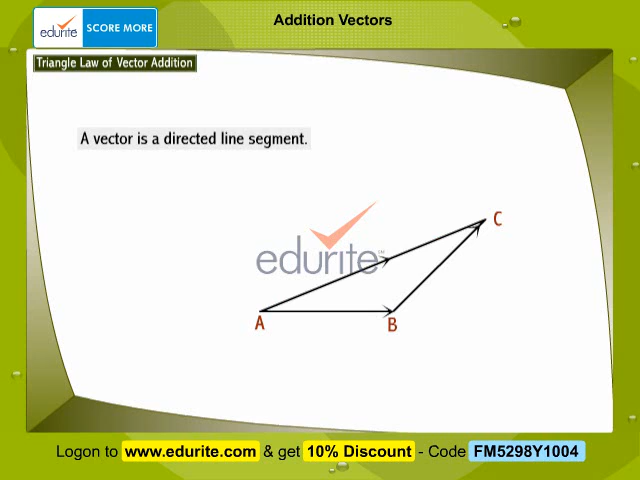 edurite SCORE MORE
Addition Vectors
Triangle Law of Vector Addition
A vector is a directed line segment.
C
edurite™
A
B
Logon to www.edurite.com & get 10% Discount - Code FM5298Y1004